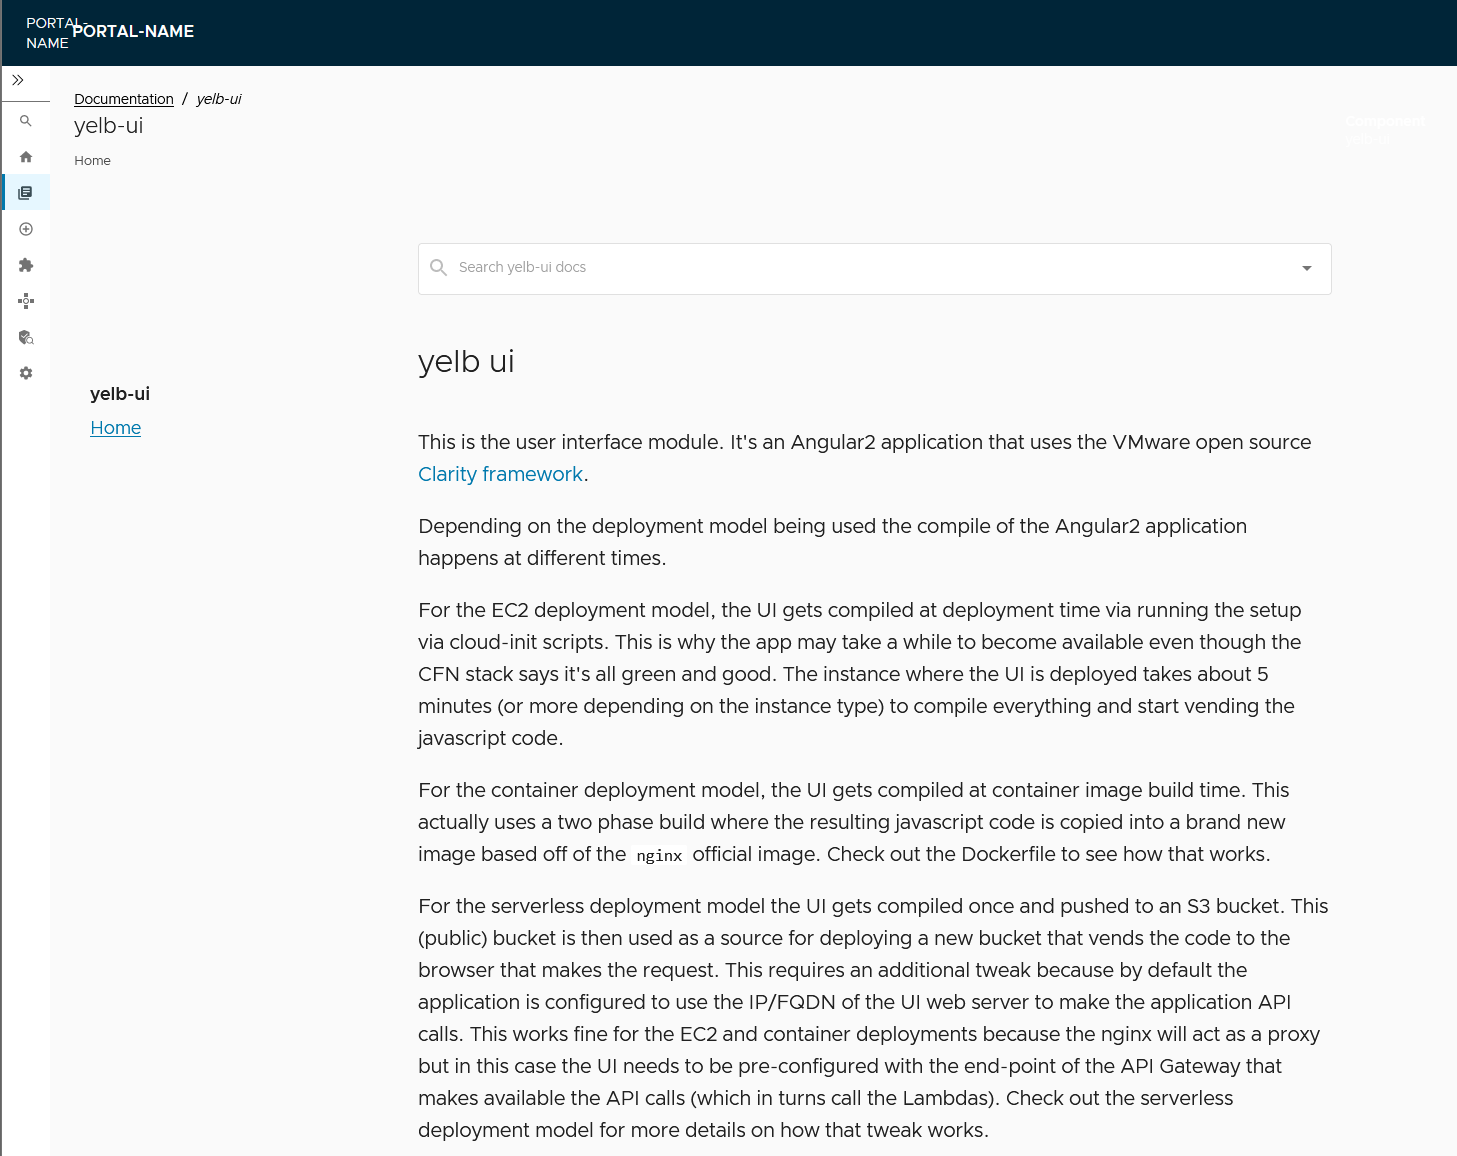 PORTAL-
NAME
PORTAL-NAME
Documentation / yelb-ui
yelb-ui
Home
Component
yelb-ui
Search yelb-ui docs
yelb ui
yelb-ui
Home
This is the user interface module. It's an Angular2 application that uses the VMware open source
Clarity framework.
Depending on the deployment model being used the compile of the Angular2 application
happens at different times.
For the EC2 deployment model, the UI gets compiled at deployment time via running the setup
via cloud-init scripts. This is why the app may take a while to become available even though the
CFN stack says it's all green and good. The instance where the UI is deployed takes about 5
minutes (or more depending on the instance type) to compile everything and start vending the
javascript code.
For the container deployment model, the UI gets compiled at container image build time. This
actually uses a two phase build where the resulting javascript code is copied into a brand new
image based off of the nginx official image. Check out the Dockerfile to see how that works.
For the serverless deployment model the UI gets compiled once and pushed to an S3 bucket. This
(public) bucket is then used as a source for deploying a new bucket that vends the code to the
browser that makes the request. This requires an additional tweak because by default the
application is configured to use the IP/FQDN of the UI web server to make the application API
calls. This works fine for the EC2 and container deployments because the nginx will act as a proxy
but in this case the UI needs to be pre-configured with the end-point of the API Gateway that
makes available the API calls (which in turns call the Lambdas). Check out the serverless
deployment model for more details on how that tweak works.